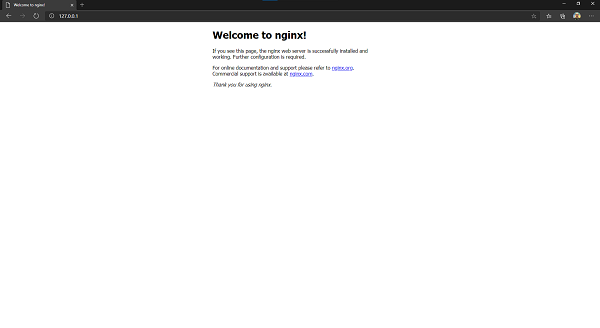 Welcome to nginx!
127.0.0.1
Welcome to nginx!
If you see this page, the nginx web server is successfully installed and
working. Further configuration is required.
For online documentation and support please refer to nginx.org.
Commercial support is available at nginx.com.
Thank you for using nginx.